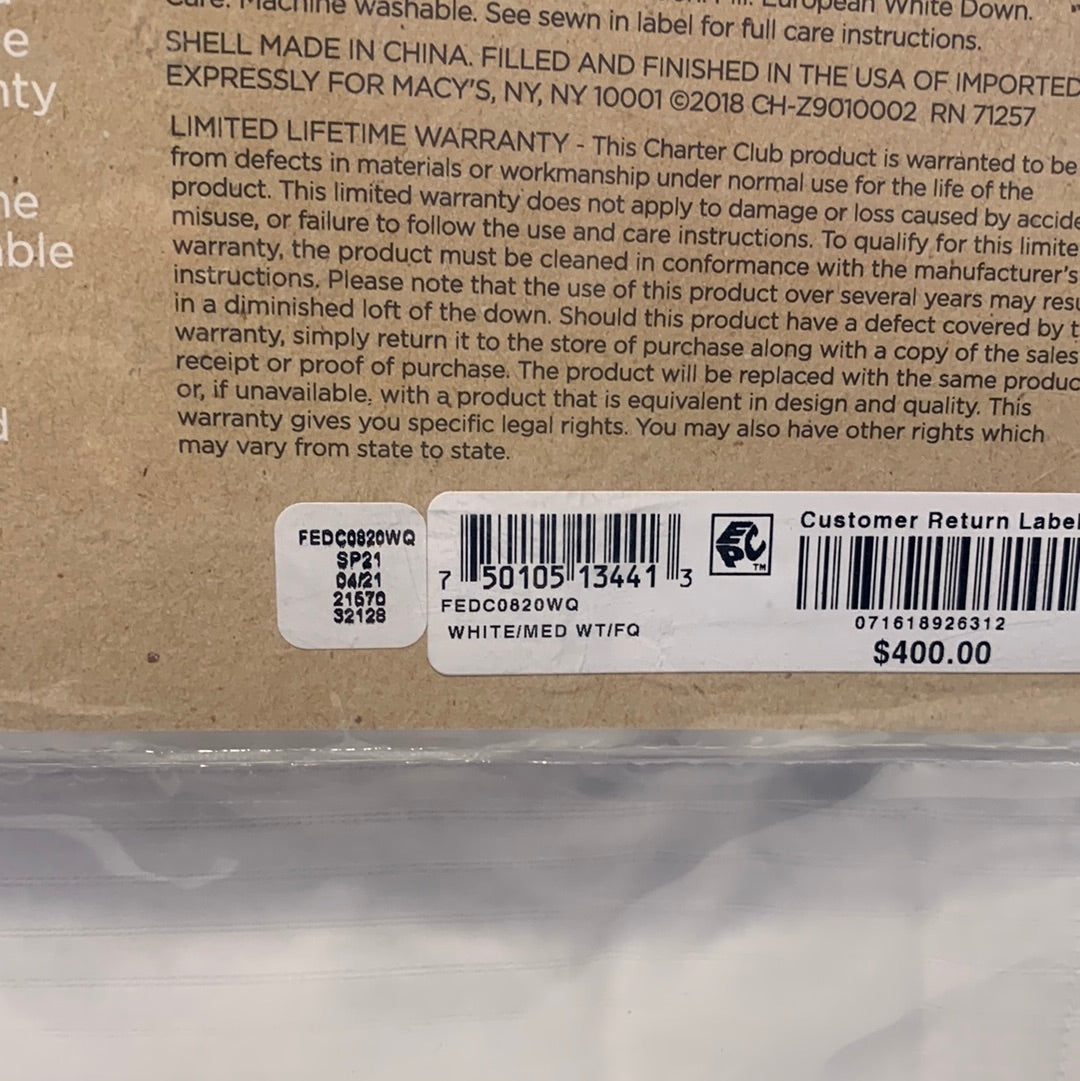 e
nty
ne
able
d
Care: Machine washable. See sewn in label for full care instructions.
European White Down.
SHELL MADE IN CHINA. FILLED AND FINISHED IN THE USA OF IMPORTED
EXPRESSLY FOR MACY'S, NY, NY 10001 ©2018 CH-Z9010002 RN 71257
LIMITED LIFETIME WARRANTY - This Charter Club product is warranted to be
from defects in materials or workmanship under normal use for the life of the
product. This limited warranty does not apply to damage or loss caused by accide
misuse, or failure to follow the use and care instructions. To qualify for this limite
warranty, the product must be cleaned in conformance with the manufacturer's
instructions. Please note that the use of this product over several years may resu
in a diminished loft of the down. Should this product have a defect covered by t
warranty, simply return it to the store of purchase along with a copy of the sales
receipt or proof of purchase. The product will be replaced with the same produc
or, if unavailable, with a product that is equivalent in design and quality. This
warranty gives you specific legal rights. You may also have other rights which
may vary from state to state.
FEDC0820WQ
SP21
04/21
21670
32128
7 50105 13441 3
FEDC0820WQ
WHITE/MED WT/FQ
EPC TM
Customer Return Label
071618926312
$400.00